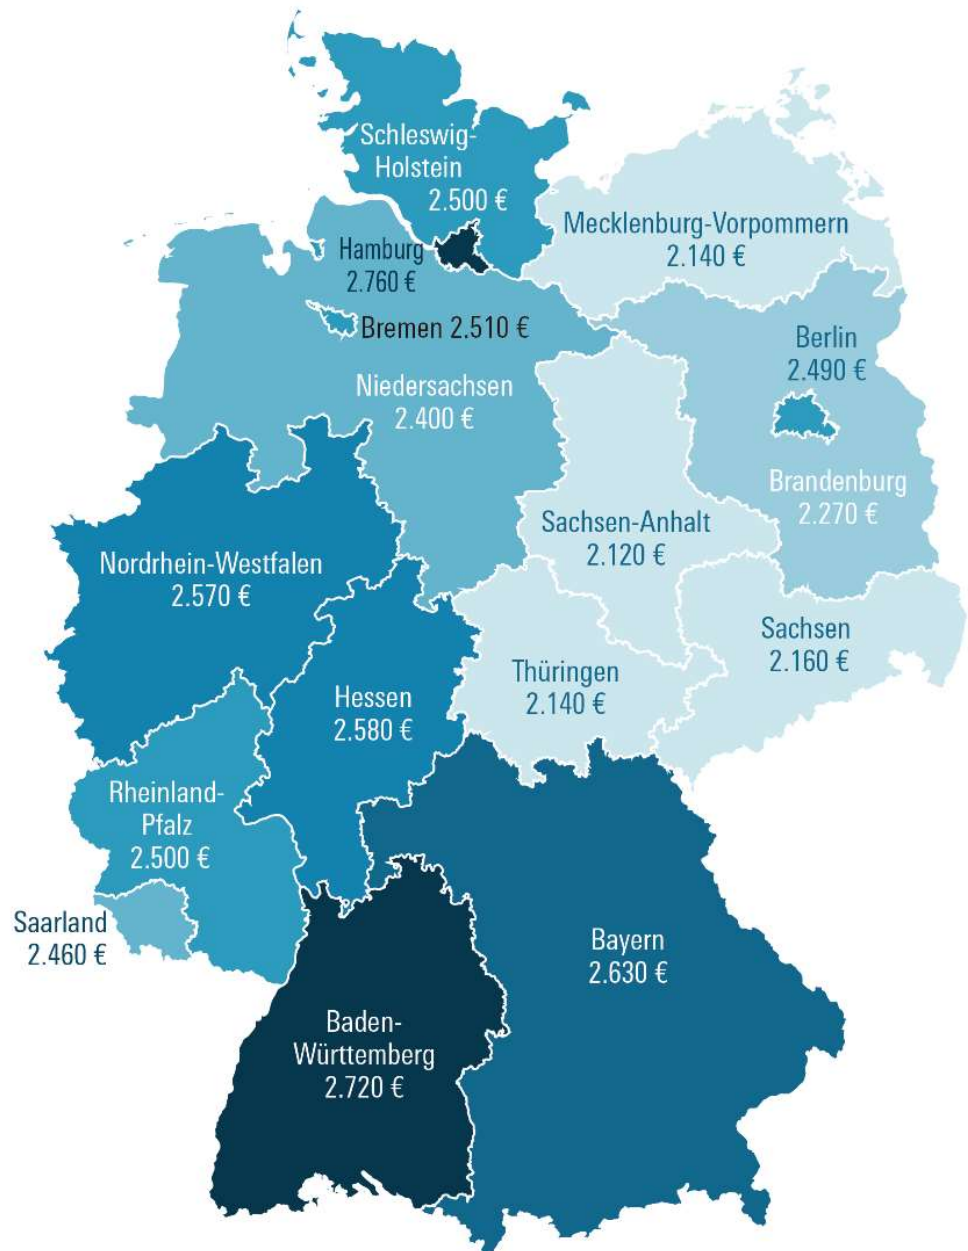 Schleswig-
Holstein
2.500 €
Mecklenburg-Vorpommern
2.140 €
Hamburg
2.760 €
Bremen 2.510 €
Berlin
2.490 €
Niedersachsen
2.400 €
Brandenburg
2.270 €
Sachsen-Anhalt
2.120 €
Nordrhein-Westfalen
2.570 €
Sachsen
2.160 €
Thüringen
2.140 €
Hessen
2.580 €
Rheinland-
Pfalz
2.500 €
Saarland
2.460 €
Bayern
2.630 €
Baden-
Württemberg
2.720 €